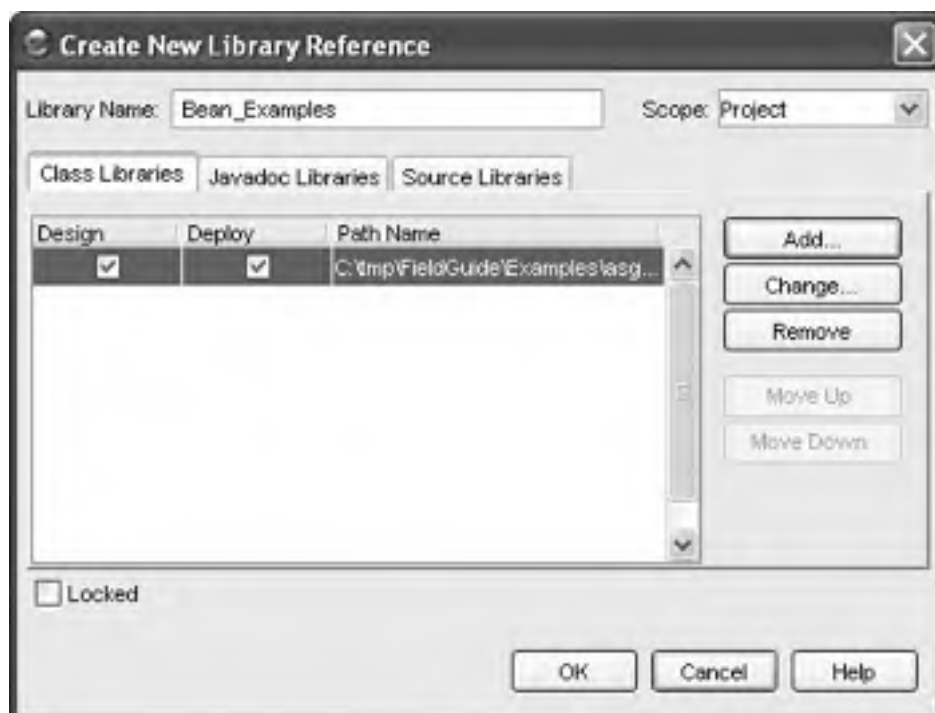 Create New Library Reference
Library Name: Bean_Examples Scope: Project
Class Libraries Javadoc Libraries Source Libraries
Design Deploy Path Name
C:\tmp\FieldGuide\Examples\asg...
Add...
Change...
Remove
Move Up
Move Down
Locked
OK Cancel Help